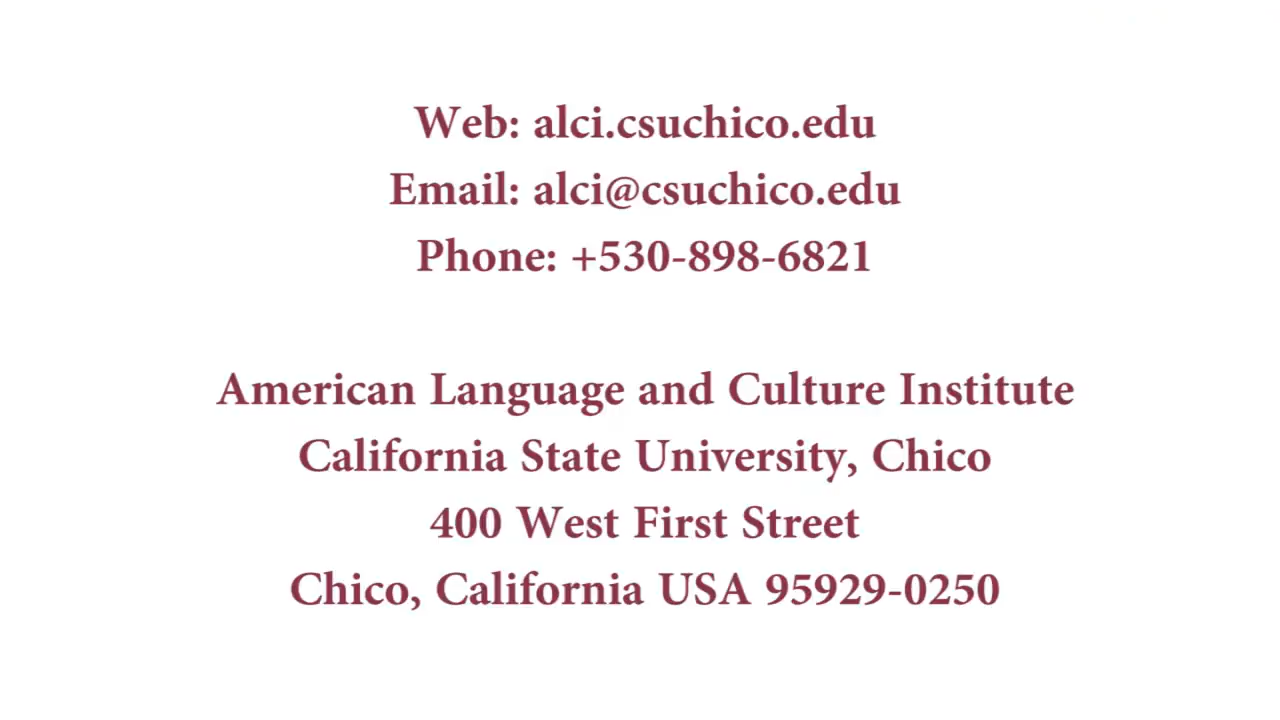 Web: alci.csuchico.edu
Email: alci@csuchico.edu
Phone: +530-898-6821
American Language and Culture Institute
California State University, Chico
400 West First Street
Chico, California USA 95929-0250